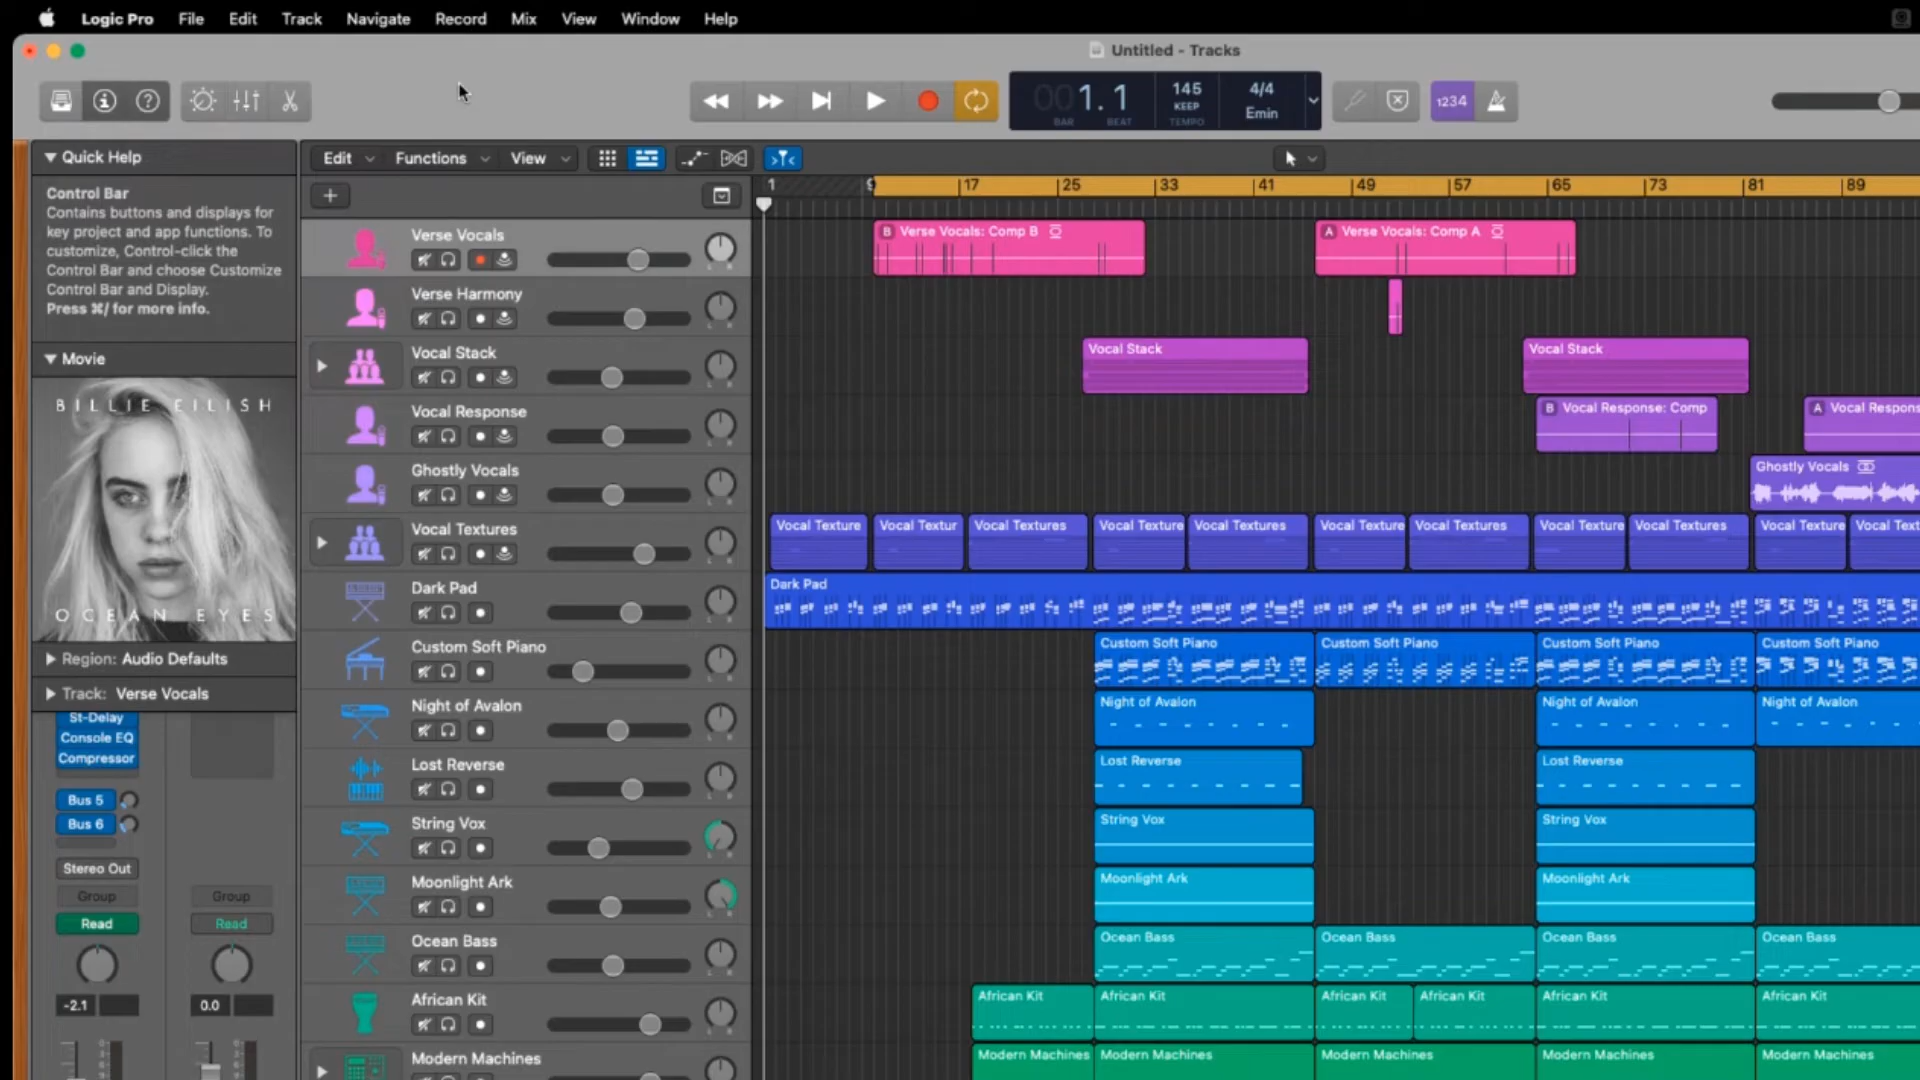 Logic Pro File Edit Track Navigate Record Mix View Window Help
Untitled - Tracks
1.1
BAR BEAT
145
KEEP
TEMPO
4/4
Emin
1234
Quick Help
Control Bar
Contains buttons and displays for
key project and app functions. To
customize, Control-click the
Control Bar and choose Customize
Control Bar and Display.
Press ⌘/ for more info.
Movie
BILLIE EILISH
OCEAN EYES
Region: Audio Defaults
Track: Verse Vocals
St-Delay
Console EQ
Compressor
Bus 5
Bus 6
Stereo Out
Group Group
Read Read
-2.1 0.0
Edit Functions View
1 9 17 25 33 41 49 57 65 73 81 89
Verse Vocals
B Verse Vocals: Comp B A Verse Vocals: Comp A
Verse Harmony
Vocal Stack
Vocal Stack Vocal Stack
Vocal Response
B Vocal Response: Comp A Vocal Respons
Ghostly Vocals
Ghostly Vocals
Vocal Textures
Vocal Texture Vocal Textur Vocal Textures Vocal Texture Vocal Textures Vocal Texture Vocal Textures Vocal Texture Vocal Textures Vocal Texture Vocal Text
Dark Pad
Dark Pad
Custom Soft Piano
Custom Soft Piano Custom Soft Piano Custom Soft Piano Custom Soft Piano
Night of Avalon
Night of Avalon Night of Avalon Night of Avalon
Lost Reverse
Lost Reverse Lost Reverse
String Vox
String Vox String Vox
Moonlight Ark
Moonlight Ark Moonlight Ark
Ocean Bass
Ocean Bass Ocean Bass Ocean Bass Ocean Bass
African Kit
African Kit African Kit African Kit African Kit African Kit African Kit
Modern Machines
Modern Machines Modern Machines Modern Machines Modern Machines Modern Machines